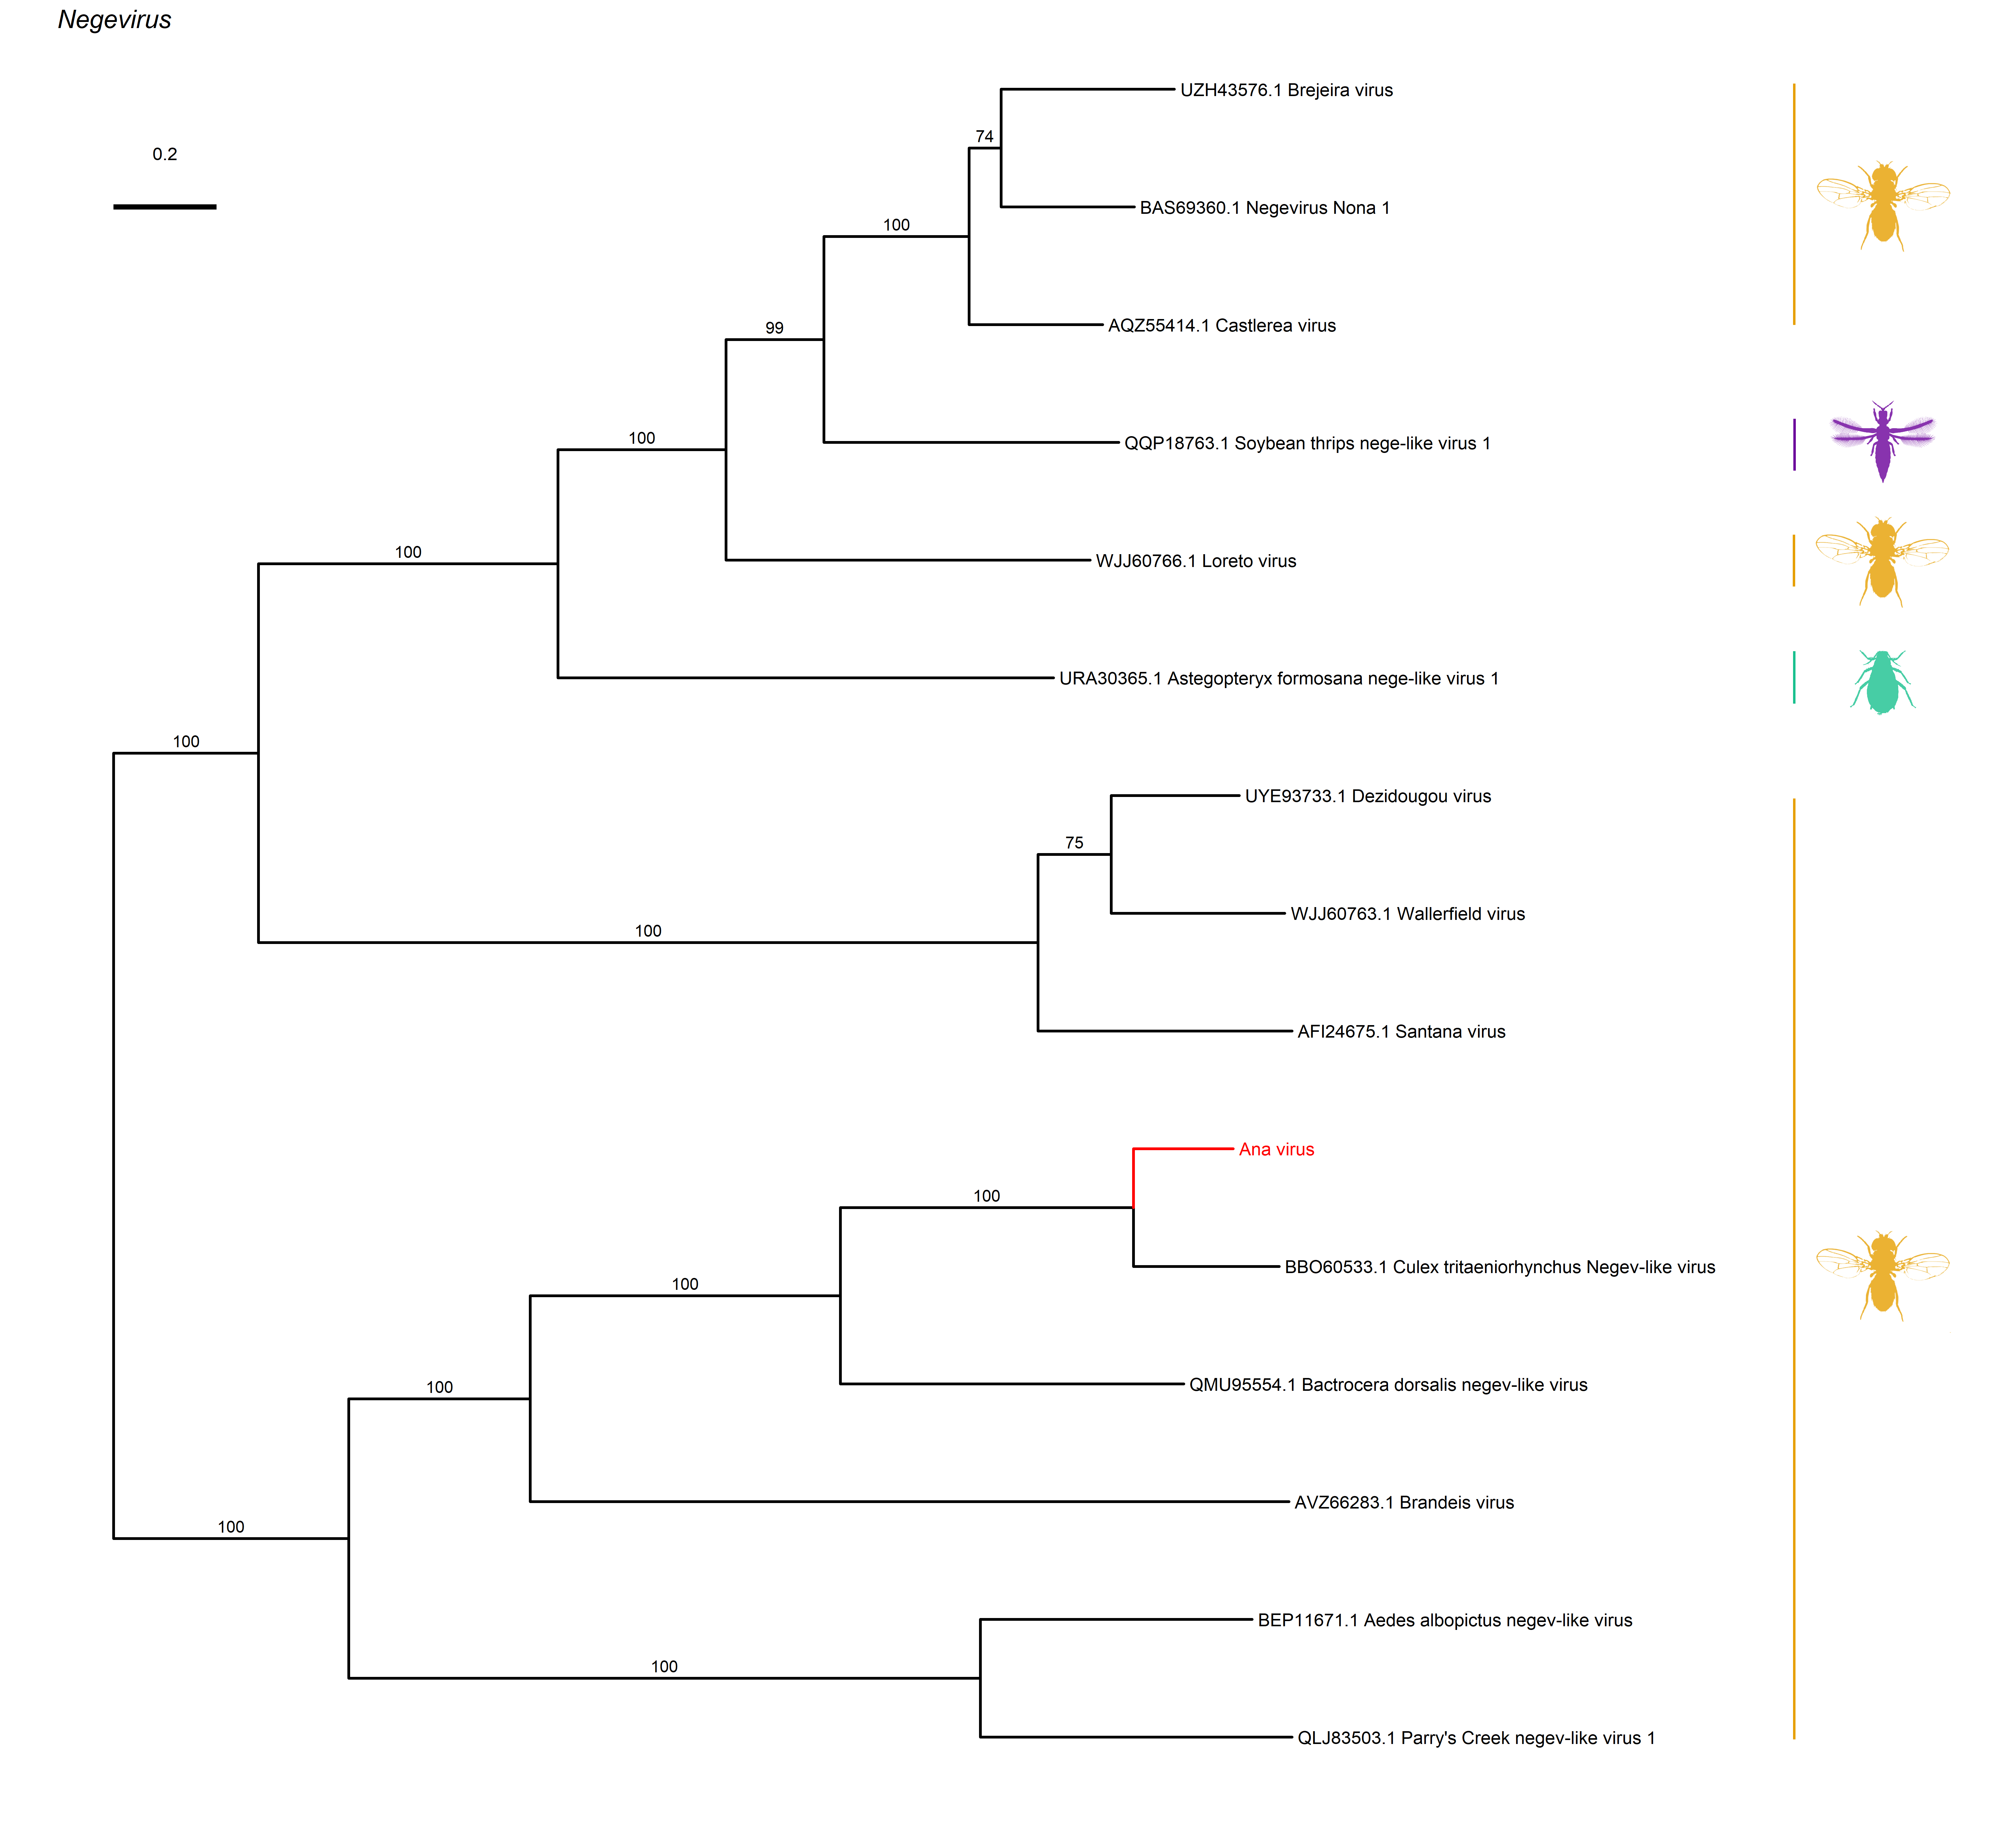 Negevirus
UZH43576.1 Brejeira virus
74
0.2
BAS69360.1 Negevirus Nona 1
100
AQZ55414.1 Castlerea virus
99
QQP18763.1 Soybean thrips nege-like virus 1
100
100
WJJ60766.1 Loreto virus
URA30365.1 Astegopteryx formosana nege-like virus 1
100
UYE93733.1 Dezidougou virus
75
WJJ60763.1 Wallerfield virus
100
AFI24675.1 Santana virus
Ana virus
100
BBO60533.1 Culex tritaeniorhynchus Negev-like virus
100
QMU95554.1 Bactrocera dorsalis negev-like virus
100
AVZ66283.1 Brandeis virus
100
BEP11671.1 Aedes albopictus negev-like virus
100
QLJ83503.1 Parry's Creek negev-like virus 1